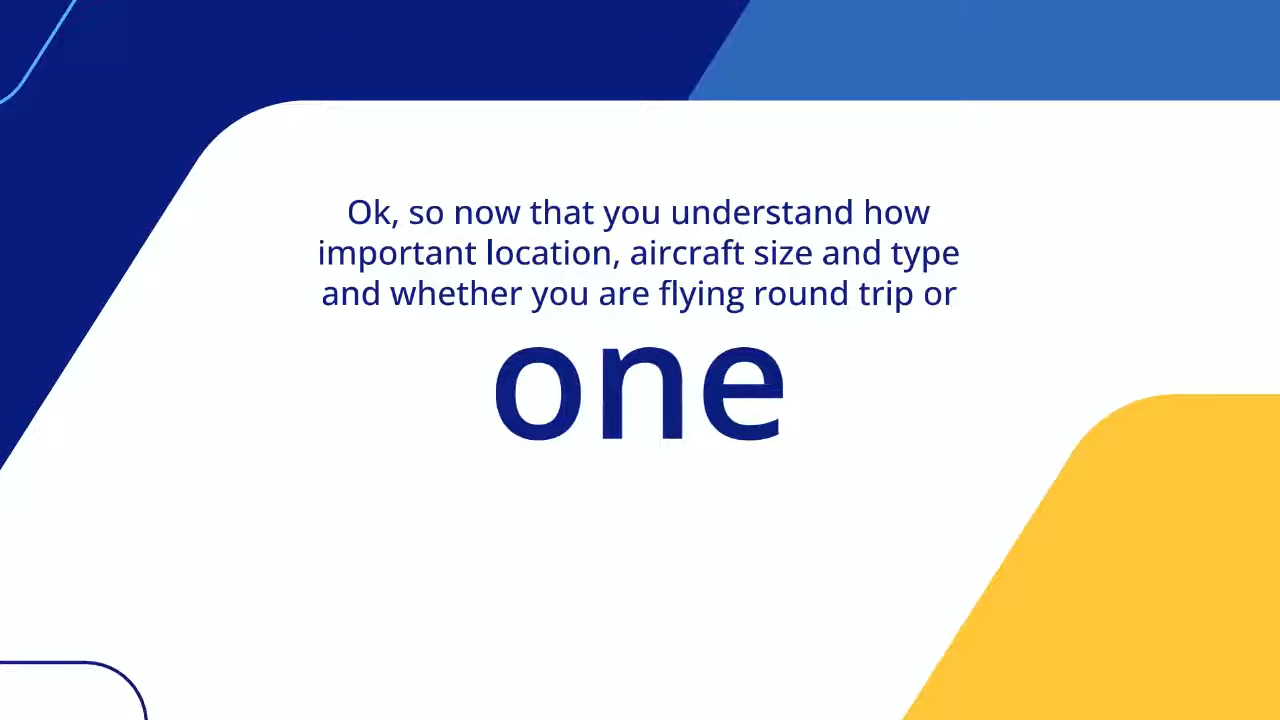 Ok, so now that you understand how
important location, aircraft size and type
and whether you are flying round trip or
one